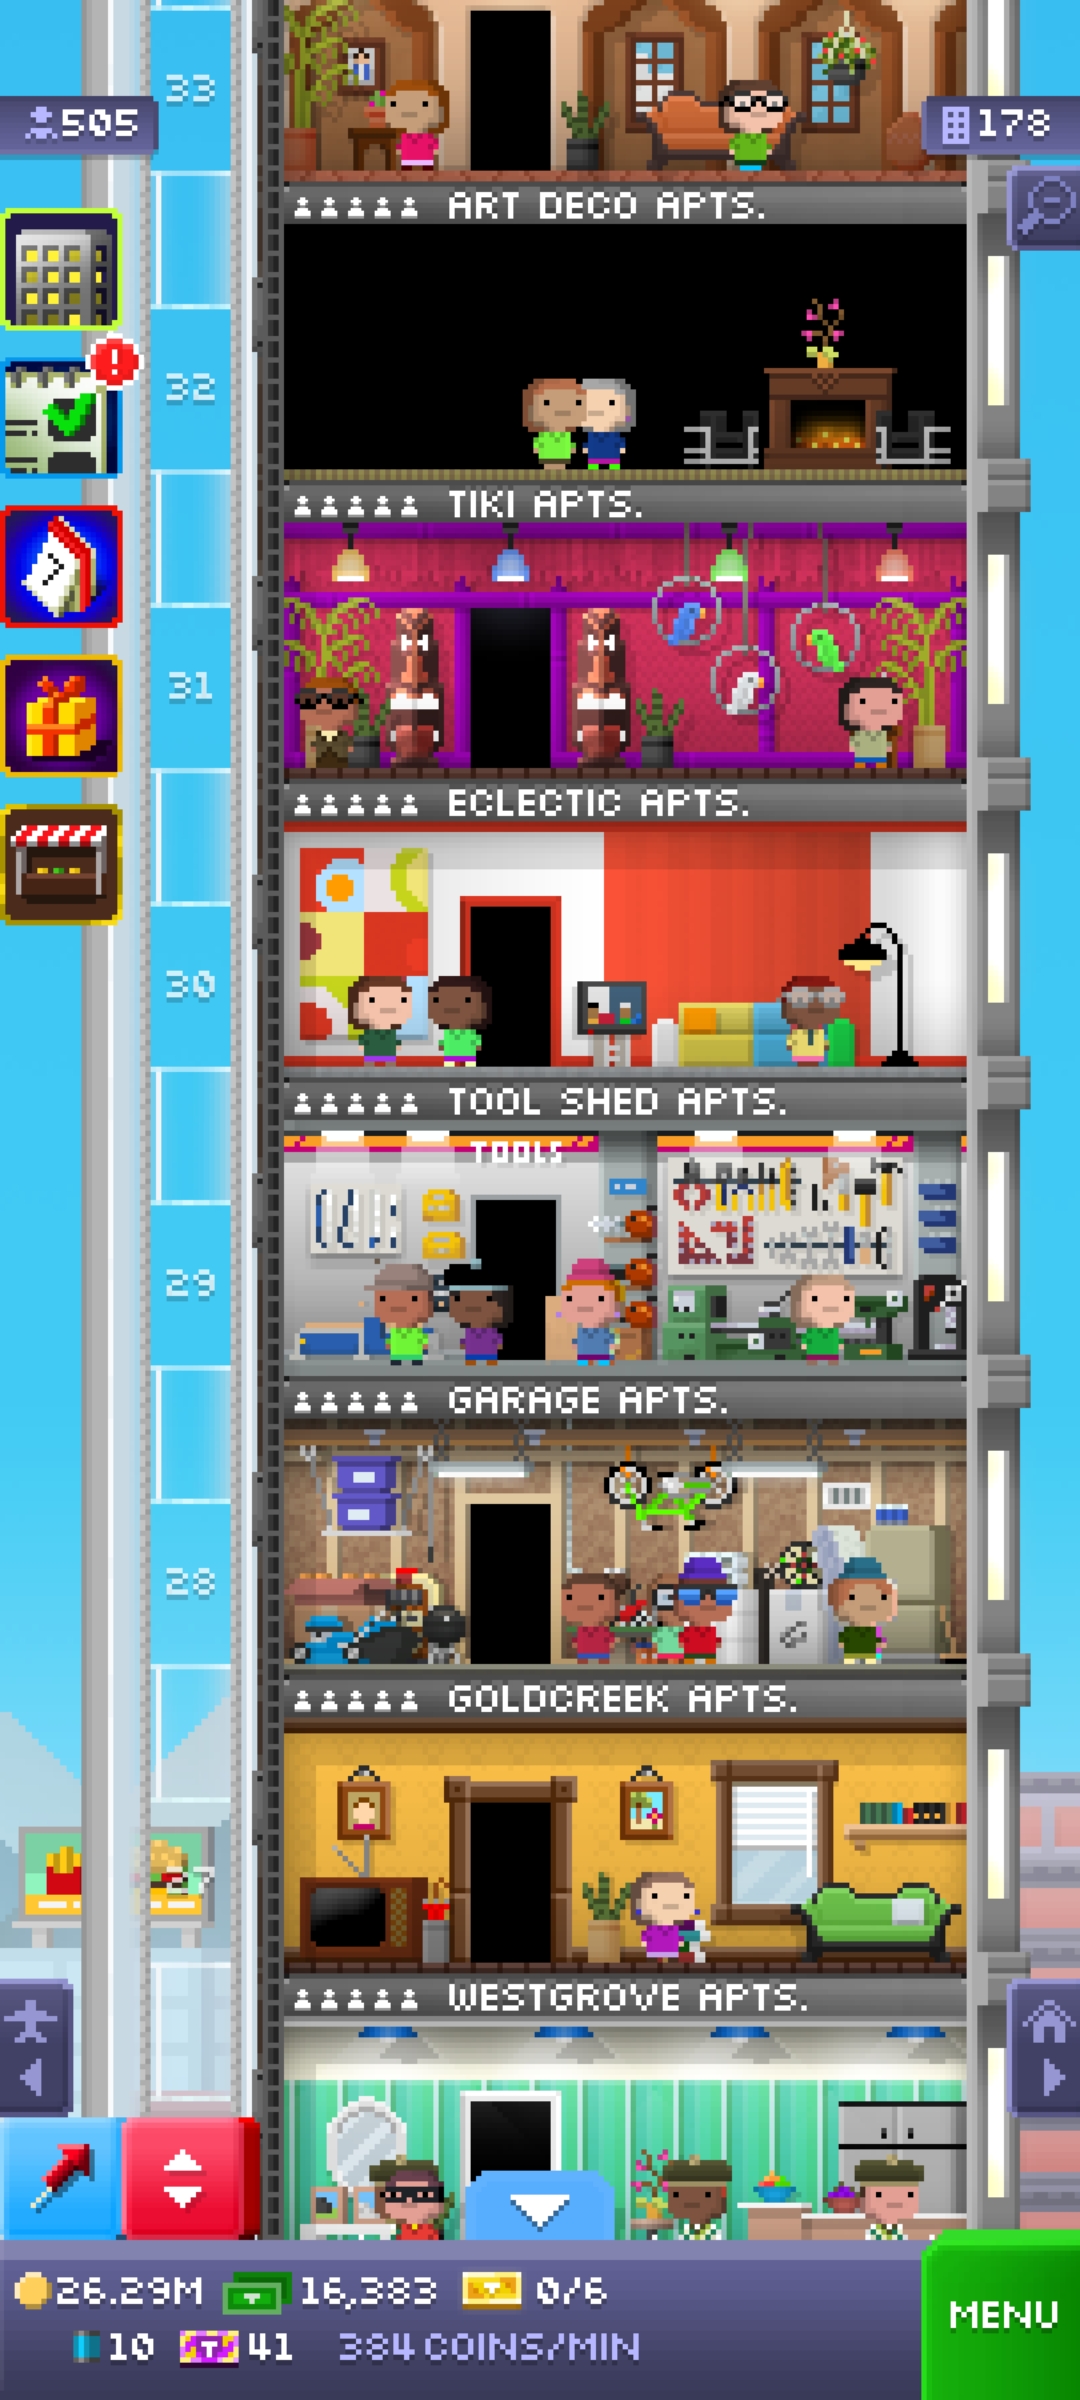 33
505
178
ART DECO APTS.
32
TIKI APTS.
31
ECLECTIC APTS.
30
TOOL SHED APTS.
TOOLS
29
GARAGE APTS.
28
GOLDCREEK APTS.
27
WESTGROVE APTS.
26.29M 16,383 0/6
10 T 41 384 COINS/MIN
MENU